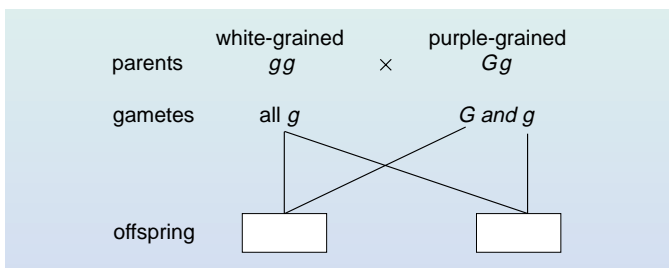 white-grained purple-grained
parents gg × Gg
gametes all g G and g
offspring